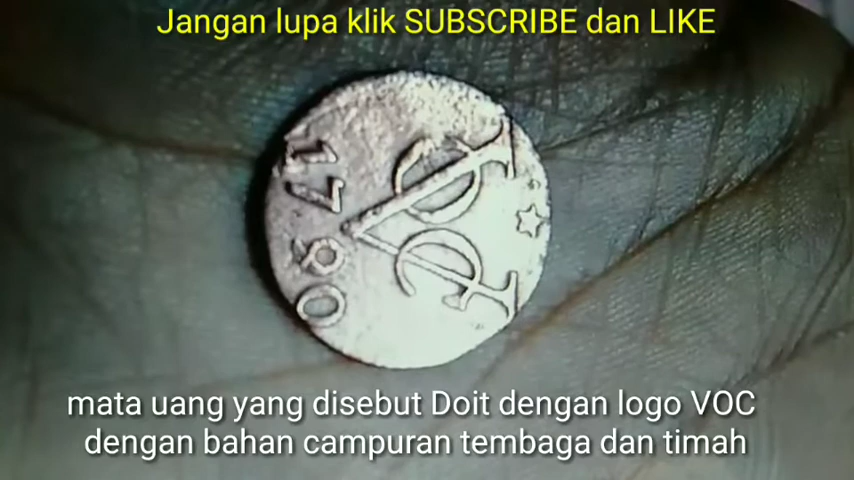 Jangan lupa klik SUBSCRIBE dan LIKE
VOC
1790
mata uang yang disebut Doit dengan logo VOC
dengan bahan campuran tembaga dan timah